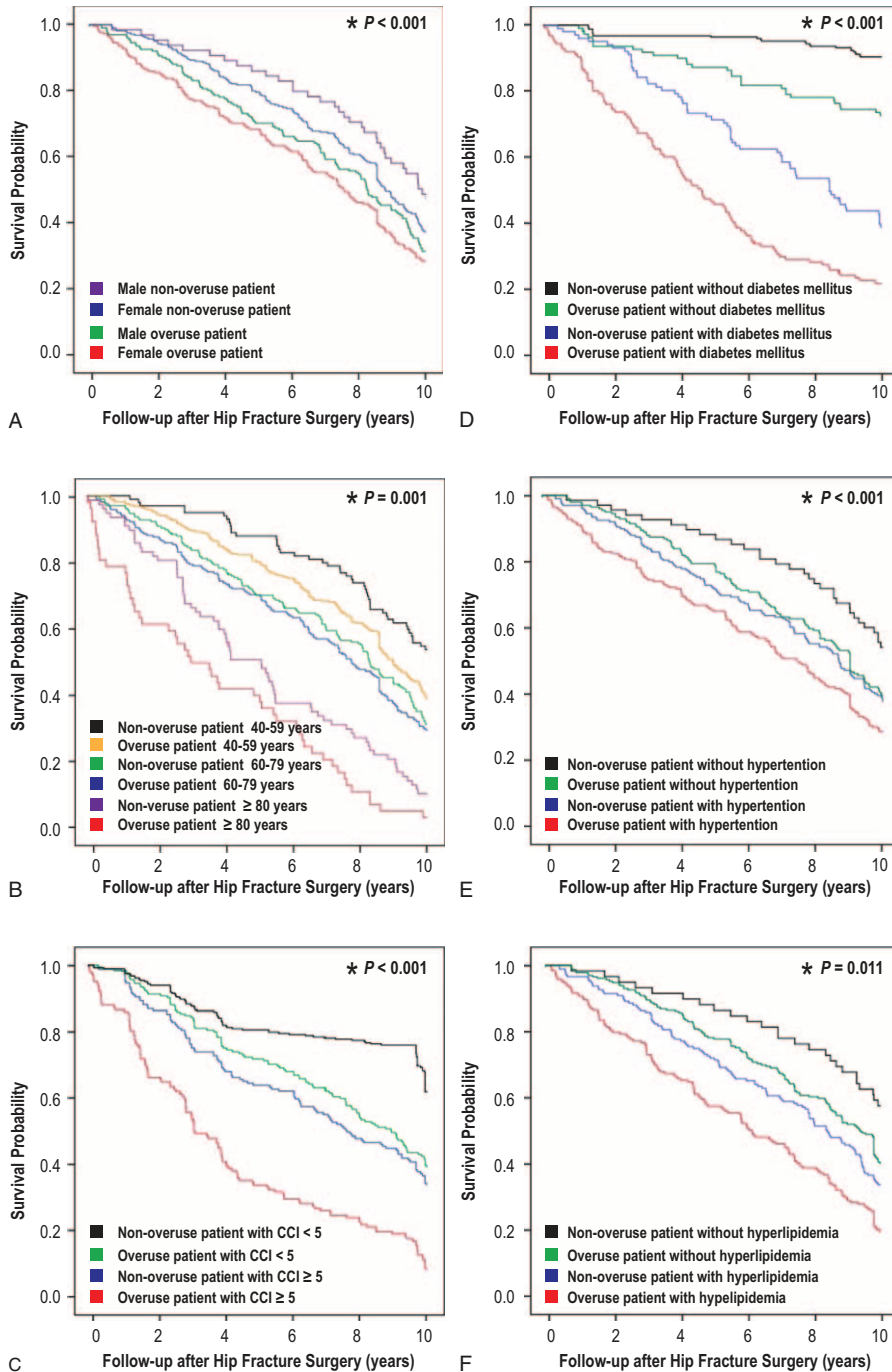 * P < 0.001
Survival Probability
1.0
0.8
0.6
0.4
0.2
0.0
Male non-overuse patient
Female non-overuse patient
Male overuse patient
Female overuse patient
0 2 4 6 8 10
Follow-up after Hip Fracture Surgery (years)
A
* P < 0.001
Survival Probability
1.0
0.8
0.6
0.4
0.2
0.0
Non-overuse patient without diabetes mellitus
Overuse patient without diabetes mellitus
Non-overuse patient with diabetes mellitus
Overuse patient with diabetes mellitus
0 2 4 6 8 10
Follow-up after Hip Fracture Surgery (years)
D
* P = 0.001
Survival Probability
1.0
0.8
0.6
0.4
0.2
0.0
Non-overuse patient 40-59 years
Overuse patient 40-59 years
Non-overuse patient 60-79 years
Overuse patient 60-79 years
Non-veruse patient ≥ 80 years
Overuse patient ≥ 80 years
0 2 4 6 8 10
Follow-up after Hip Fracture Surgery (years)
B
* P < 0.001
Survival Probability
1.0
0.8
0.6
0.4
0.2
0.0
Non-overuse patient without hypertention
Overuse patient without hypertention
Non-overuse patient with hypertention
Overuse patient with hypertention
0 2 4 6 8 10
Follow-up after Hip Fracture Surgery (years)
E
* P < 0.001
Survival Probability
1.0
0.8
0.6
0.4
0.2
0.0
Non-overuse patient with CCI < 5
Overuse patient with CCI < 5
Non-overuse patient with CCI ≥ 5
Overuse patient with CCI ≥ 5
0 2 4 6 8 10
Follow-up after Hip Fracture Surgery (years)
C
* P = 0.011
Survival Probability
1.0
0.8
0.6
0.4
0.2
0.0
Non-overuse patient without hyperlipidemia
Overuse patient without hyperlipidemia
Non-overuse patient with hyperlipidemia
Overuse patient with hypelipidemia
0 2 4 6 8 10
Follow-up after Hip Fracture Surgery (years)
F